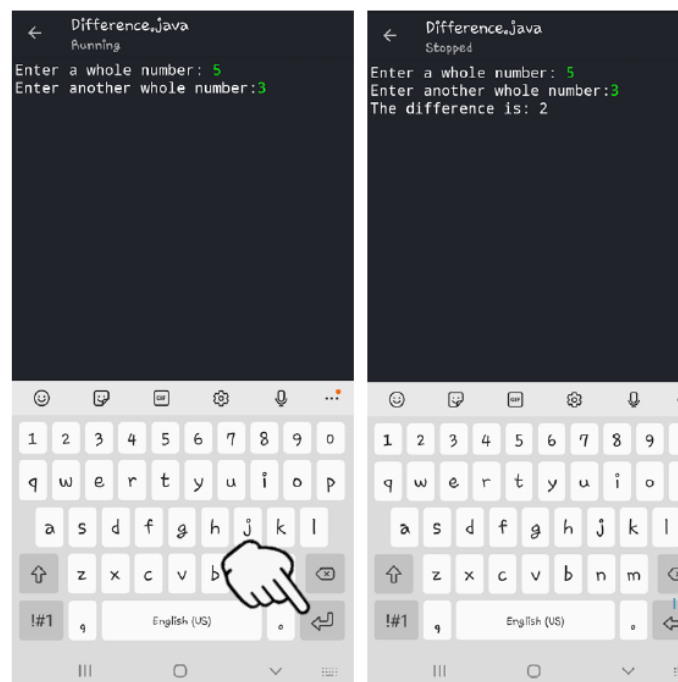 Difference.java
Running
Enter a whole number: 5
Enter another whole number:3
GIF
1 2 3 4 5 6 7 8 9 0
q w e r t y u i o p
a s d f g h j k l
z x c v b
!#1 , English (US) .
Difference.java
Stopped
Enter a whole number: 5
Enter another whole number:3
The difference is: 2
GIF
1 2 3 4 5 6 7 8 9
q w e r t y u i o
a s d f g h j k l
z x c v b n m
!#1 , English (US) .